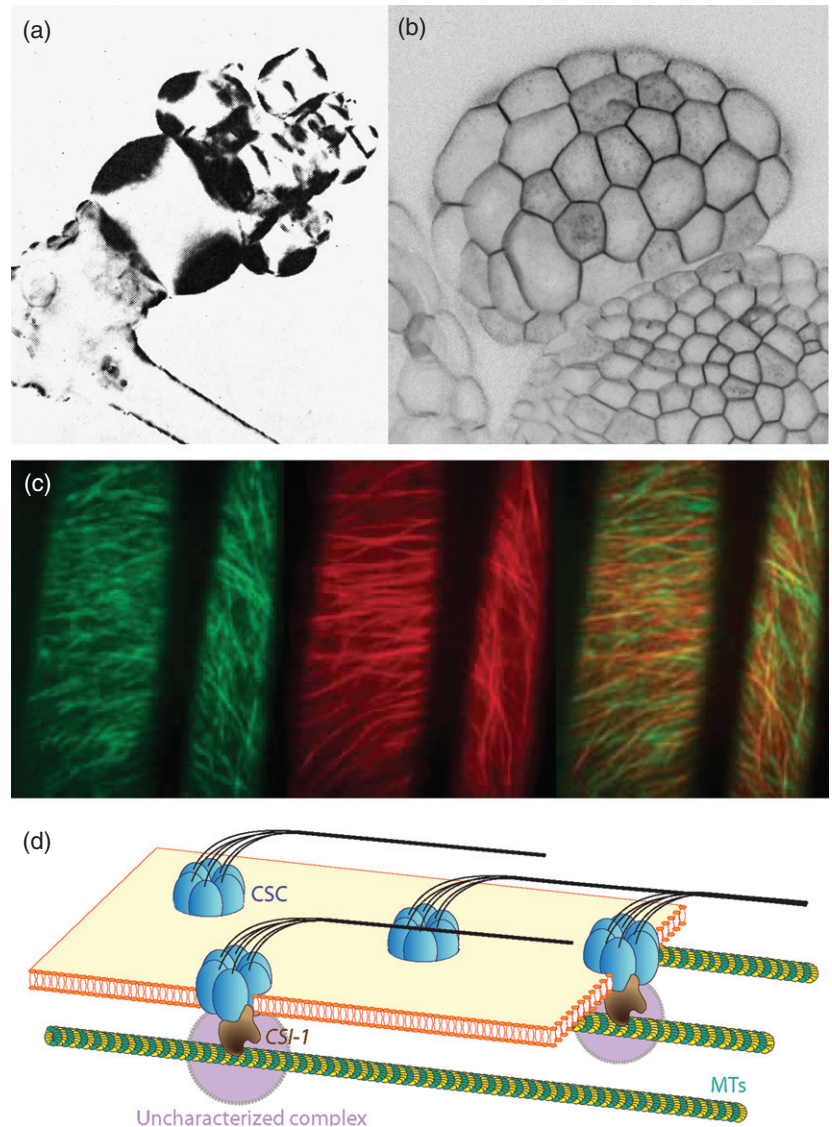 (a)
(b)
(c)
(d)
CSC
CSI-1
MTs
Uncharacterized complex